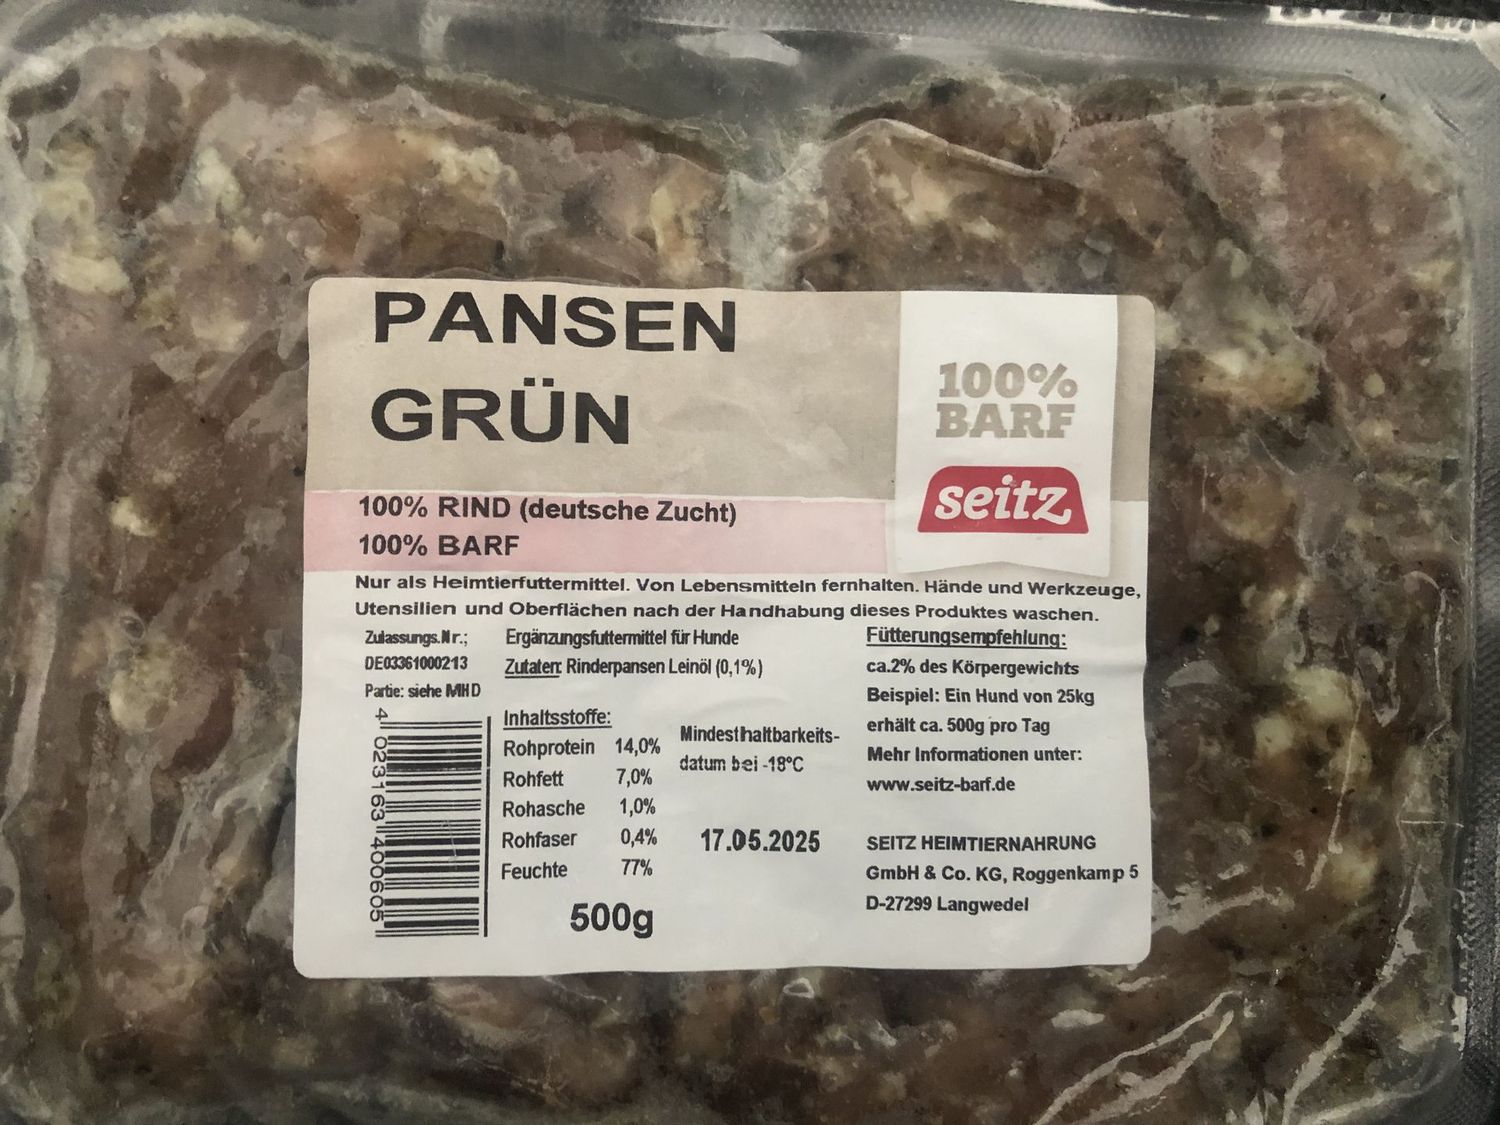 PANSEN
GRÜN
100%
BARF
seitz
100% RIND (deutsche Zucht)
100% BARF
Nur als Heimtierfuttermittel. Von Lebensmitteln fernhalten. Hände und Werkzeuge,
Utensilien und Oberflächen nach der Handhabung dieses Produktes waschen.
Zulassungs.Nr.;
DE03361000213
Partie: siehe MHD
4 023163 400605
Ergänzungsfuttermittel für Hunde
Zutaten: Rinderpansen Leinöl (0,1%)
Inhaltsstoffe:
Rohprotein 14,0%
Rohfett 7,0%
Rohasche 1,0%
Rohfaser 0,4%
Feuchte 77%
500g
Mindesthaltbarkeits-
datum bei -18°C
17.05.2025
Fütterungsempfehlung:
ca.2% des Körpergewichts
Beispiel: Ein Hund von 25kg
erhält ca. 500g pro Tag
Mehr Informationen unter:
www.seitz-barf.de
SEITZ HEIMTIERNAHRUNG
GmbH & Co. KG, Roggenkamp 5
D-27299 Langwedel